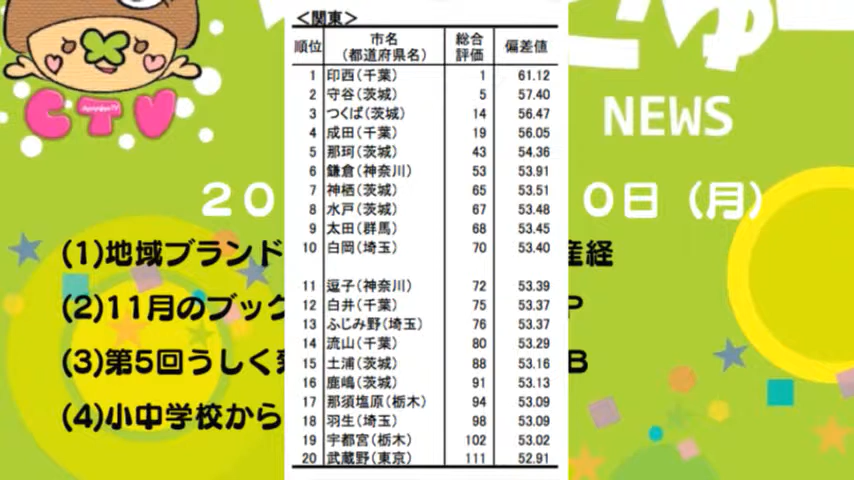 CTV
NEWS
20
0日（月）
(1)地域ブランド
産経
(2)11月のブック
P
(3)第5回うしく
B
(4)小中学校から
＜関東＞
順位 市名（都道府県名） 総合評価 偏差値
1 印西（千葉） 1 61.12
2 守谷（茨城） 5 57.40
3 つくば（茨城） 14 56.47
4 成田（千葉） 19 56.05
5 那珂（茨城） 43 54.36
6 鎌倉（神奈川） 53 53.91
7 神栖（茨城） 65 53.51
8 水戸（茨城） 67 53.48
9 太田（群馬） 68 53.45
10 白岡（埼玉） 70 53.40
11 逗子（神奈川） 72 53.39
12 白井（千葉） 75 53.37
13 ふじみ野（埼玉） 76 53.37
14 流山（千葉） 80 53.29
15 土浦（茨城） 88 53.16
16 鹿嶋（茨城） 91 53.13
17 那須塩原（栃木） 94 53.09
18 羽生（埼玉） 98 53.09
19 宇都宮（栃木） 102 53.02
20 武蔵野（東京） 111 52.91